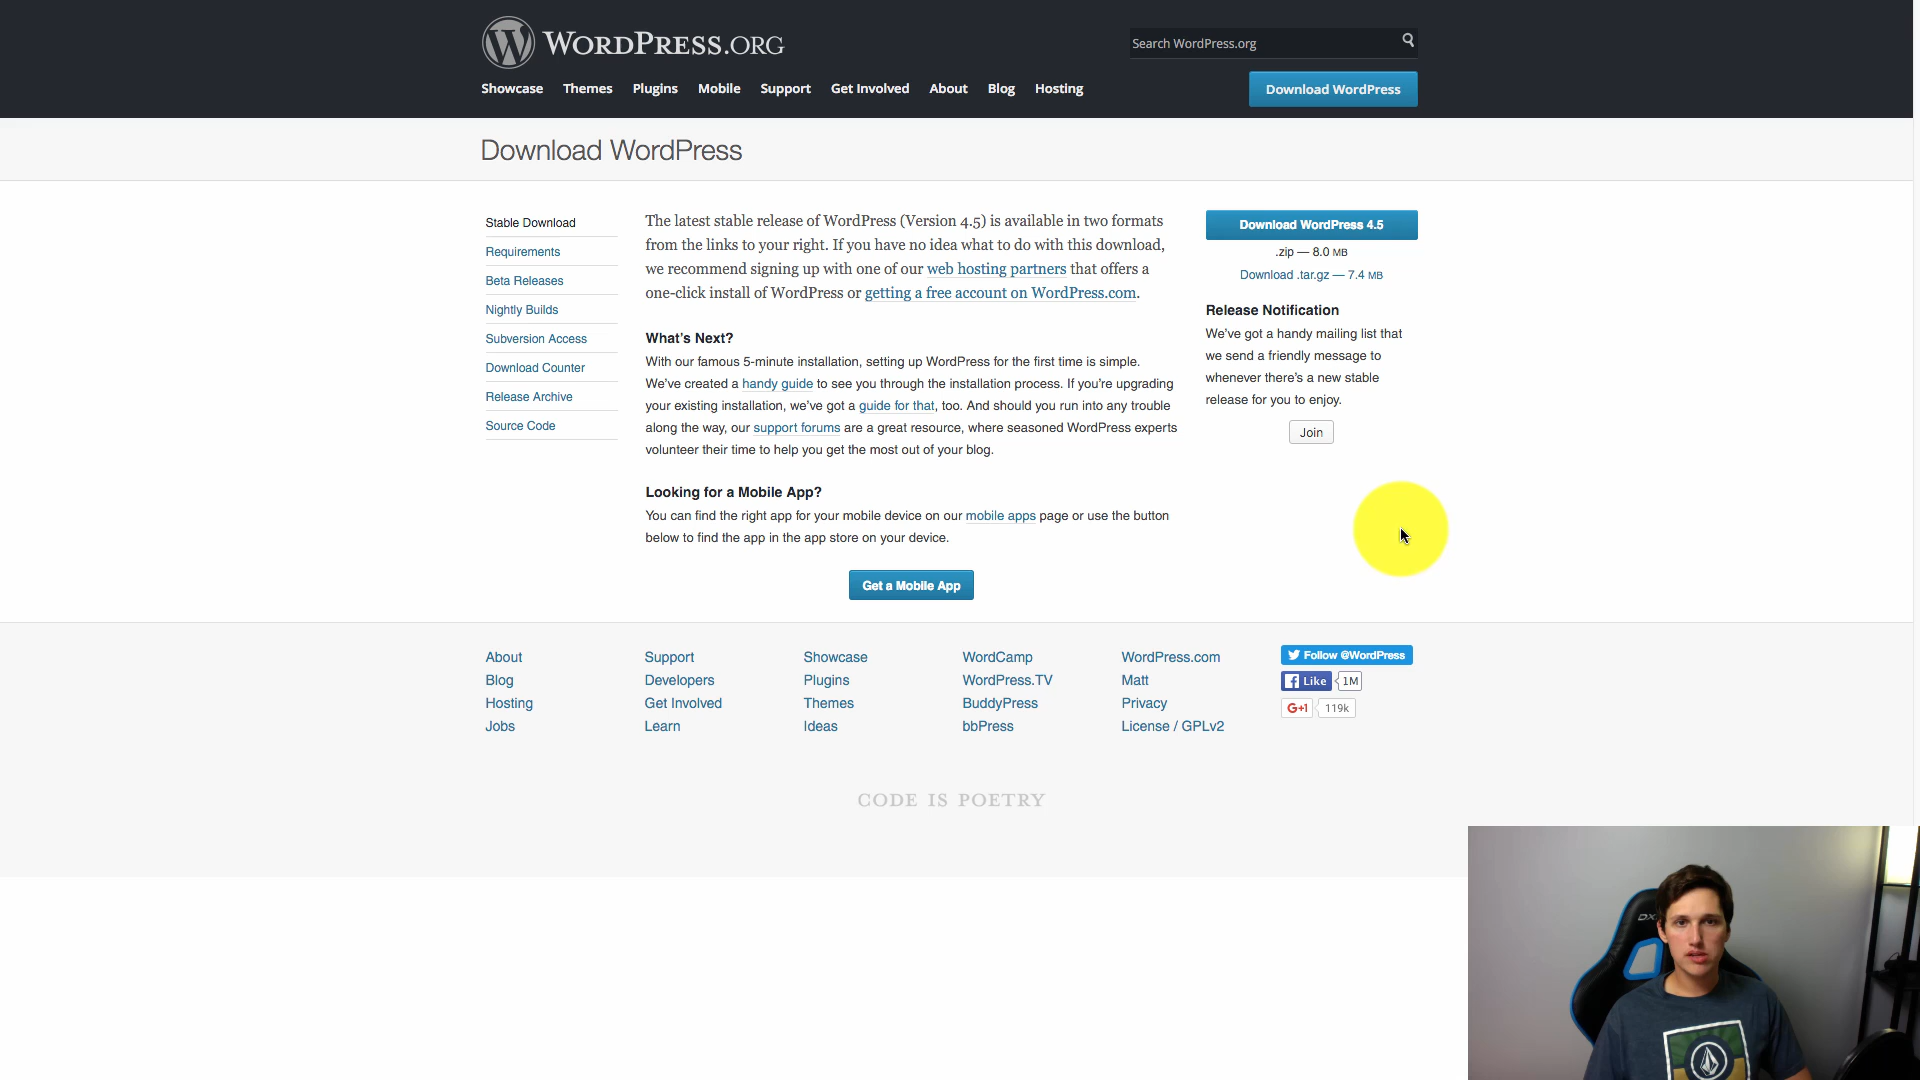 WORDPRESS.ORG
Search WordPress.org
Showcase Themes Plugins Mobile Support Get Involved About Blog Hosting
Download WordPress
Download WordPress
Stable Download
Requirements
Beta Releases
Nightly Builds
Subversion Access
Download Counter
Release Archive
Source Code
The latest stable release of WordPress (Version 4.5) is available in two formats
from the links to your right. If you have no idea what to do with this download,
we recommend signing up with one of our web hosting partners that offers a
one-click install of WordPress or getting a free account on WordPress.com.
What's Next?
With our famous 5-minute installation, setting up WordPress for the first time is simple.
We've created a handy guide to see you through the installation process. If you're upgrading
your existing installation, we've got a guide for that, too. And should you run into any trouble
along the way, our support forums are a great resource, where seasoned WordPress experts
volunteer their time to help you get the most out of your blog.
Looking for a Mobile App?
You can find the right app for your mobile device on our mobile apps page or use the button
below to find the app in the app store on your device.
Get a Mobile App
Download WordPress 4.5
.zip — 8.0 MB
Download .tar.gz — 7.4 MB
Release Notification
We've got a handy mailing list that
we send a friendly message to
whenever there's a new stable
release for you to enjoy.
Join
About
Blog
Hosting
Jobs
Support
Developers
Get Involved
Learn
Showcase
Plugins
Themes
Ideas
WordCamp
WordPress.TV
BuddyPress
bbPress
WordPress.com
Matt
Privacy
License / GPLv2
Follow @WordPress
Like 1M
G+1 119k
CODE IS POETRY